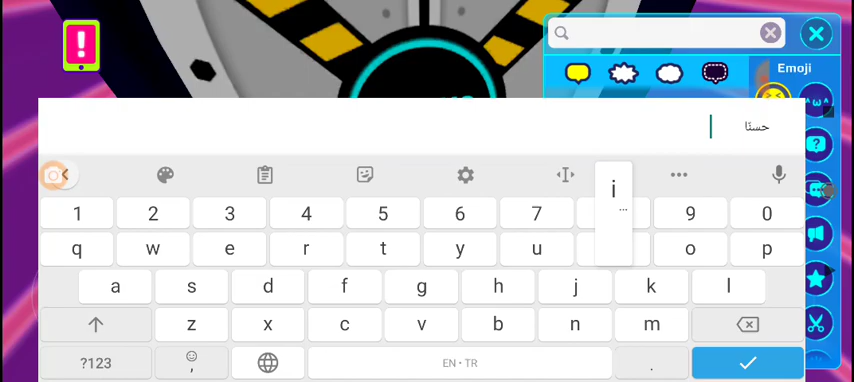 !
Emoji
^ω^
حسنًا
?
i
...
1 2 3 4 5 6 7 9 0
q w e r t y u o p
a s d f g h j k l
z x c v b n m
?123 , EN • TR .